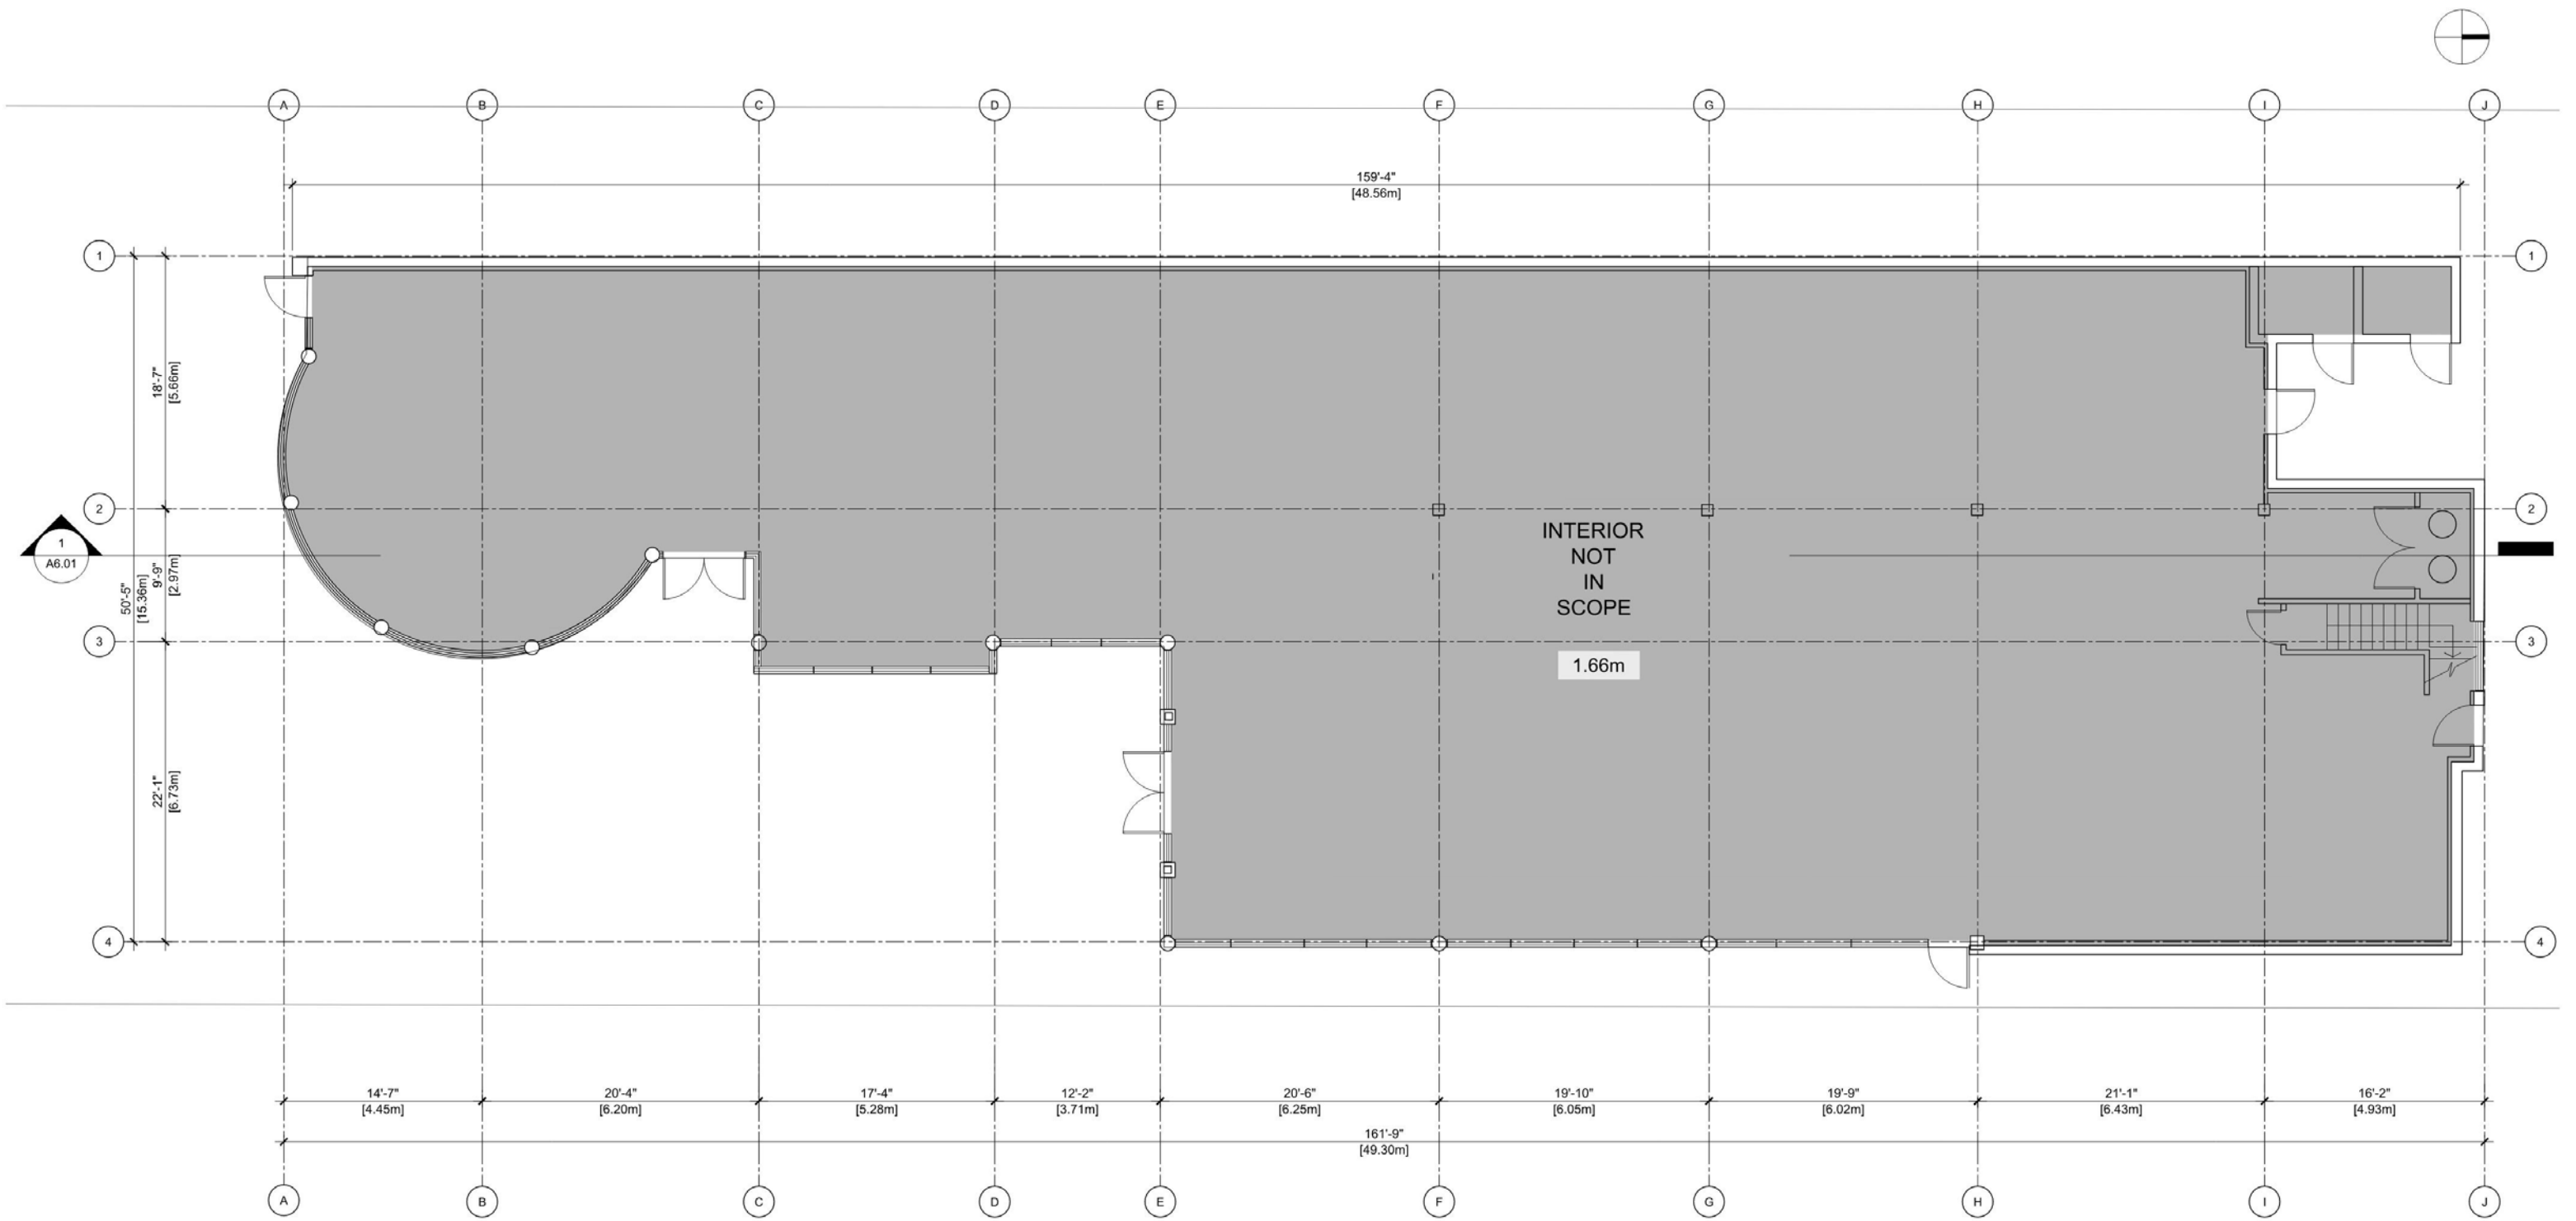 A B C D E F G H I J
159'-4"
[48.56m]
1 1
18'-7"
[5.66m]
2 2
INTERIOR
NOT
IN
SCOPE
1
A6.01
9'-9"
[2.97m]
50'-5"
[15.36m]
3 3
1.66m
22'-1"
[6.73m]
4 4
14'-7" 20'-4" 17'-4" 12'-2" 20'-6" 19'-10" 19'-9" 21'-1" 16'-2"
[4.45m] [6.20m] [5.28m] [3.71m] [6.25m] [6.05m] [6.02m] [6.43m] [4.93m]
161'-9"
[49.30m]
A B C D E F G H I J